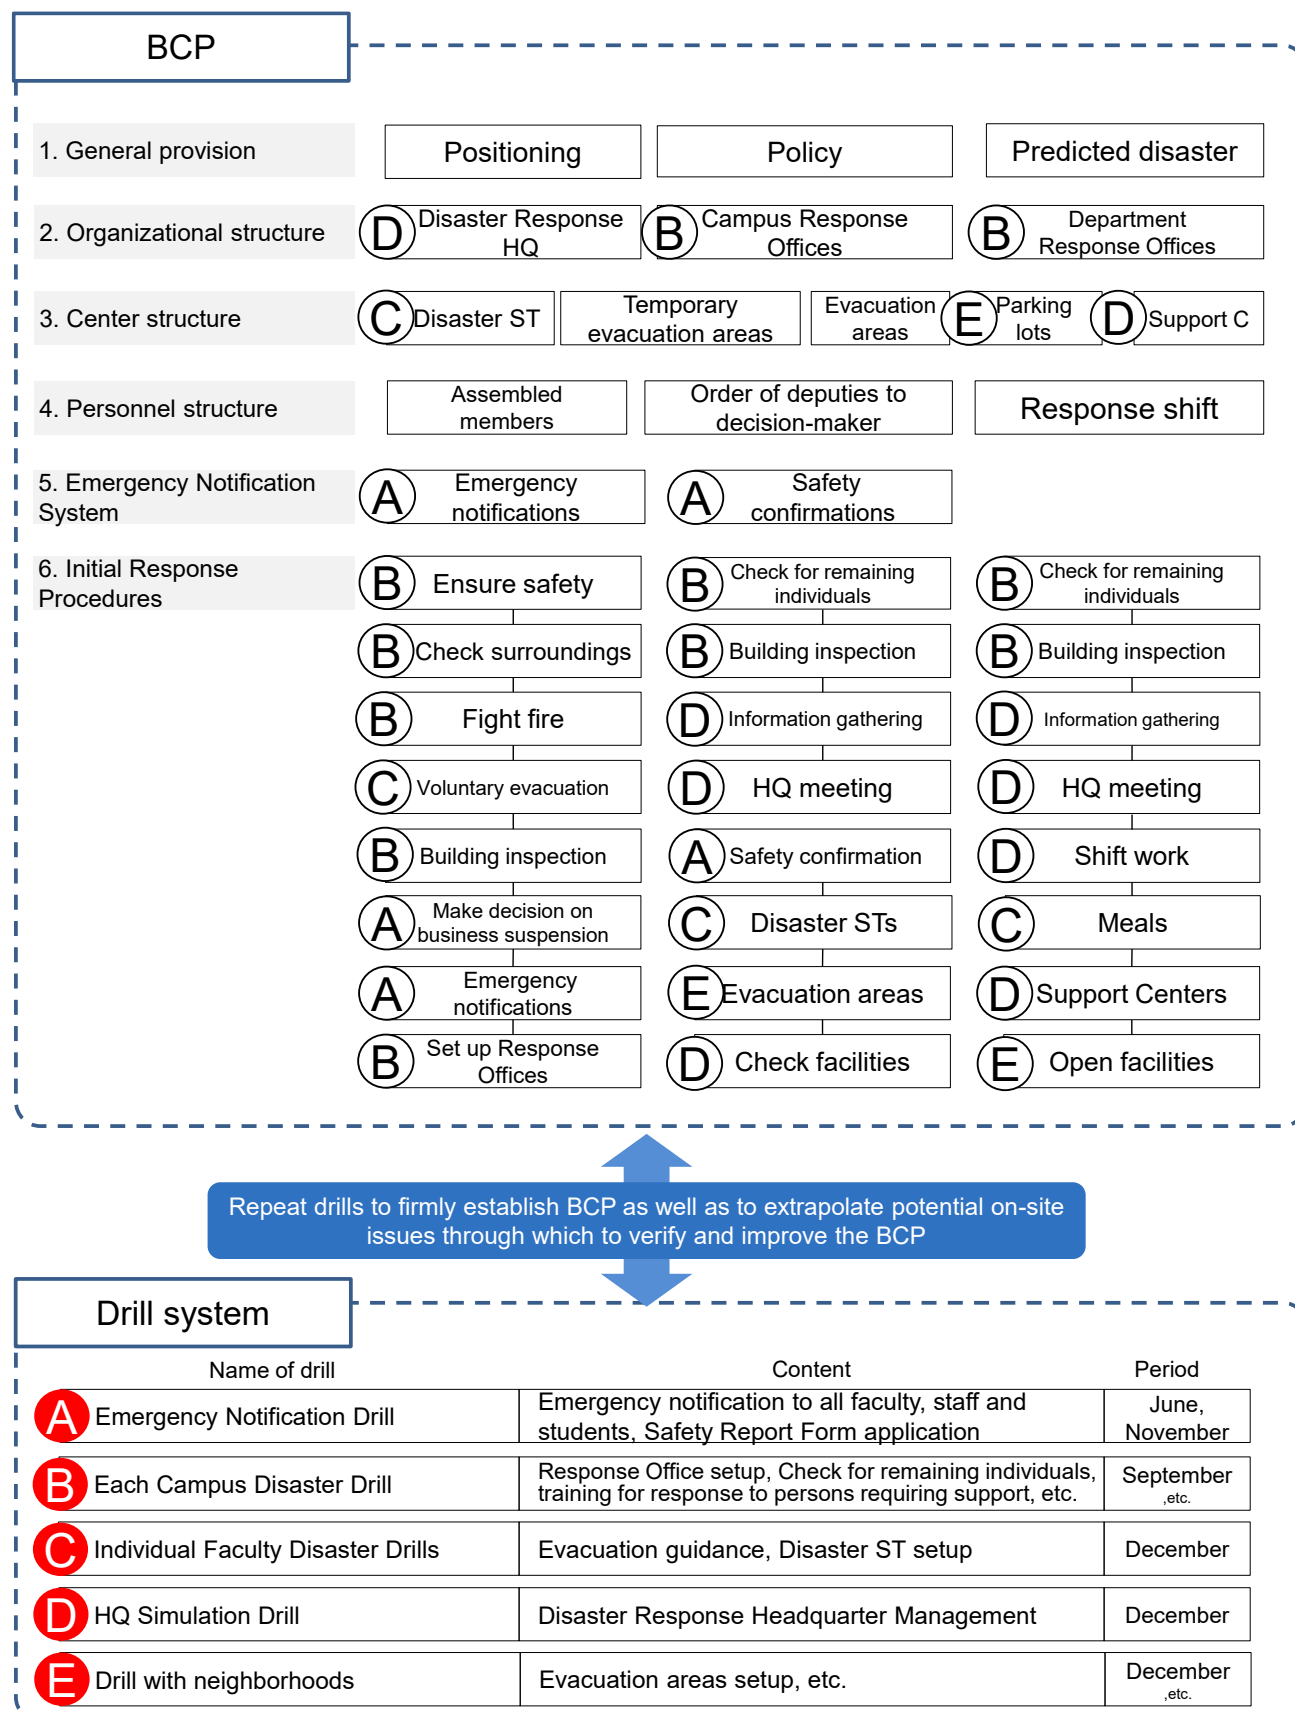 BCP
1. General provision
Positioning
Policy
Predicted disaster
2. Organizational structure
D
Disaster Response
HQ
B
Campus Response
Offices
B
Department
Response Offices
3. Center structure
C
Disaster ST
Temporary
evacuation areas
Evacuation
areas
E
Parking
lots
D
Support C
4. Personnel structure
Assembled
members
Order of deputies to
decision-maker
Response shift
5. Emergency Notification
System
A
Emergency
notifications
A
Safety
confirmations
6. Initial Response
Procedures
B
Ensure safety
B
Check for remaining
individuals
B
Check for remaining
individuals
B
Check surroundings
B
Building inspection
B
Building inspection
B
Fight fire
D
Information gathering
D
Information gathering
C
Voluntary evacuation
D
HQ meeting
D
HQ meeting
B
Building inspection
A
Safety confirmation
D
Shift work
A
Make decision on
business suspension
C
Disaster STs
C
Meals
A
Emergency
notifications
E
Evacuation areas
D
Support Centers
B
Set up Response
Offices
D
Check facilities
E
Open facilities
Repeat drills to firmly establish BCP as well as to extrapolate potential on-site
issues through which to verify and improve the BCP
Drill system
Name of drill
Content
Period
A
Emergency Notification Drill
Emergency notification to all faculty, staff and
students, Safety Report Form application
June,
November
B
Each Campus Disaster Drill
Response Office setup, Check for remaining individuals,
training for response to persons requiring support, etc.
September
,etc.
C
Individual Faculty Disaster Drills
Evacuation guidance, Disaster ST setup
December
D
HQ Simulation Drill
Disaster Response Headquarter Management
December
E
Drill with neighborhoods
Evacuation areas setup, etc.
December
,etc.